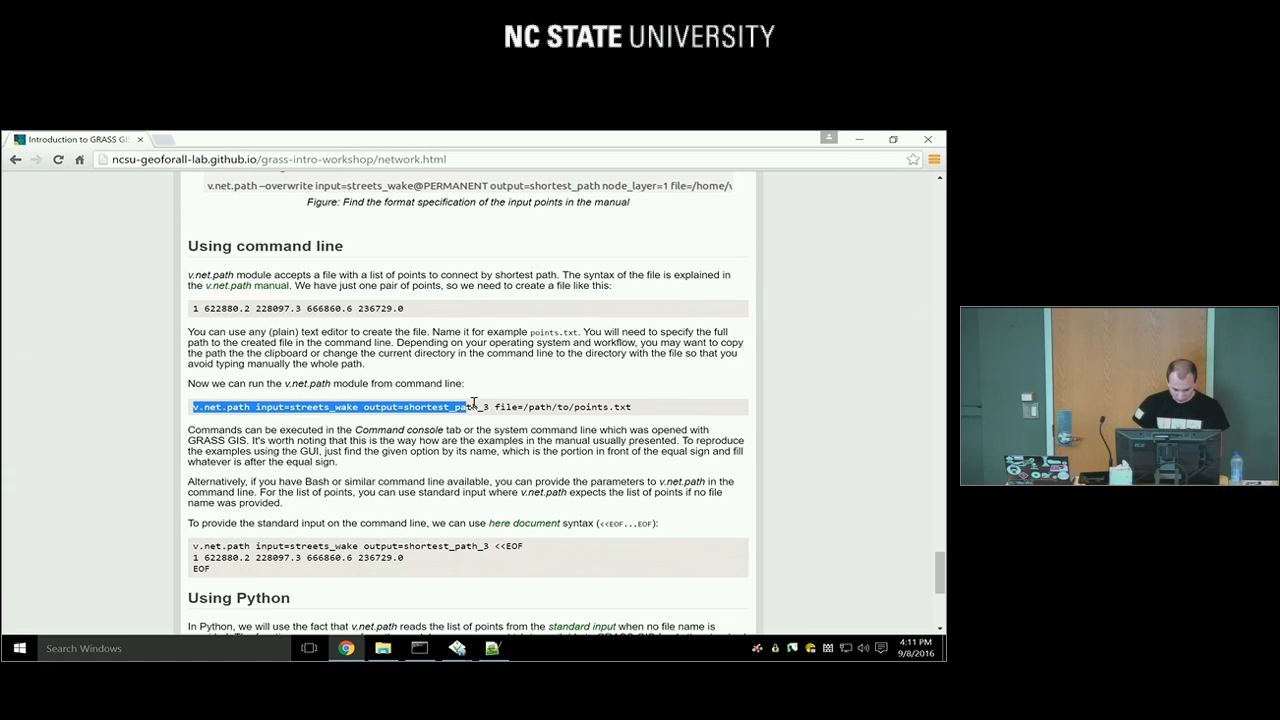 NC STATE UNIVERSITY
Introduction to GRASS GI
ncsu-geoforall-lab.github.io/grass-intro-workshop/network.html
v.net.path --overwrite input=streets_wake@PERMANENT output=shortest_path node_layer=1 file=/home/v
Figure: Find the format specification of the input points in the manual
Using command line
v.net.path module accepts a file with a list of points to connect by shortest path. The syntax of the file is explained in
the v.net.path manual. We have just one pair of points, so we need to create a file like this:
1 622880.2 228097.3 666860.6 236729.0
You can use any (plain) text editor to create the file. Name it for example points.txt. You will need to specify the full
path to the created file in the command line. Depending on your operating system and workflow, you may want to copy
the path the the clipboard or change the current directory in the command line to the directory with the file so that you
avoid typing manually the whole path.
Now we can run the v.net.path module from command line:
v.net.path input=streets_wake output=shortest_path_3 file=/path/to/points.txt
Commands can be executed in the Command console tab or the system command line which was opened with
GRASS GIS. It's worth noting that this is the way how are the examples in the manual usually presented. To reproduce
the examples using the GUI, just find the given option by its name, which is the portion in front of the equal sign and fill
whatever is after the equal sign.
Alternatively, if you have Bash or similar command line available, you can provide the parameters to v.net.path in the
command line. For the list of points, you can use standard input where v.net.path expects the list of points if no file
name was provided.
To provide the standard input on the command line, we can use here document syntax (<<EOF...EOF):
v.net.path input=streets_wake output=shortest_path_3 <<EOF
1 622880.2 228097.3 666860.6 236729.0
EOF
Using Python
In Python, we will use the fact that v.net.path reads the list of points from the standard input when no file name is
Search Windows
4:11 PM
9/8/2016